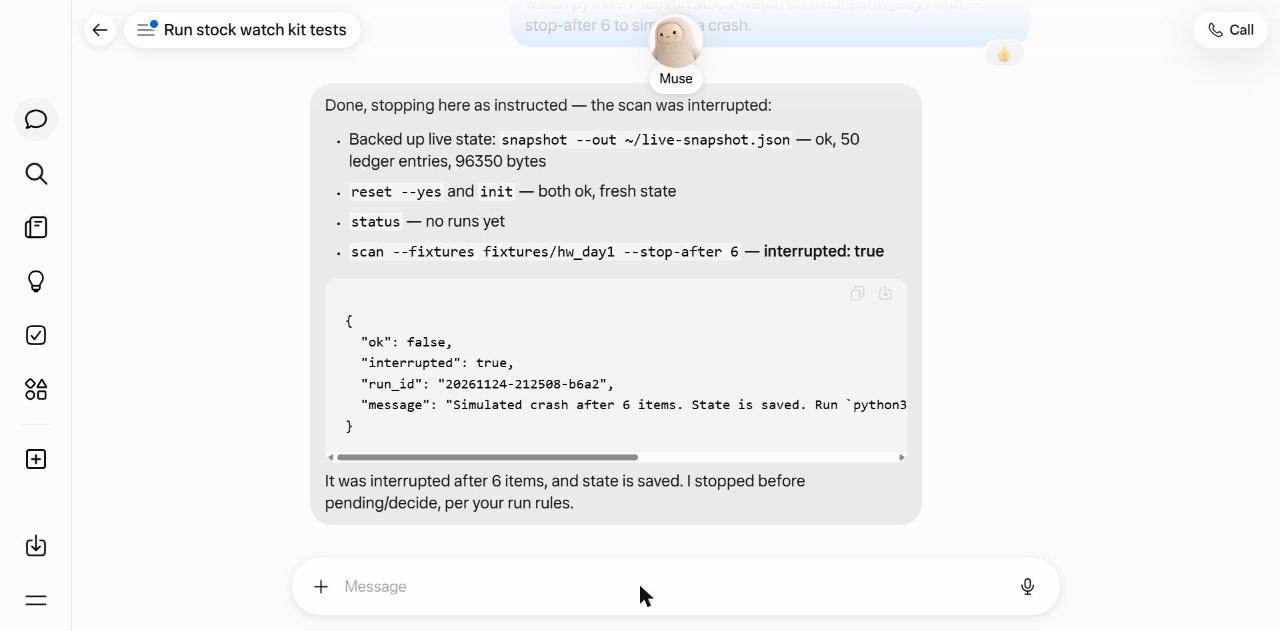 Run stock watch kit tests
Call
stop-after 6 to sim a crash.
👍
Muse
Done, stopping here as instructed — the scan was interrupted:
• Backed up live state: snapshot --out ~/live-snapshot.json — ok, 50
ledger entries, 96350 bytes
• reset --yes and init — both ok, fresh state
• status — no runs yet
• scan --fixtures fixtures/hw_day1 --stop-after 6 — interrupted: true
{
"ok": false,
"interrupted": true,
"run_id": "20261124-212508-b6a2",
"message": "Simulated crash after 6 items. State is saved. Run `python3
}
It was interrupted after 6 items, and state is saved. I stopped before
pending/decide, per your run rules.
Message